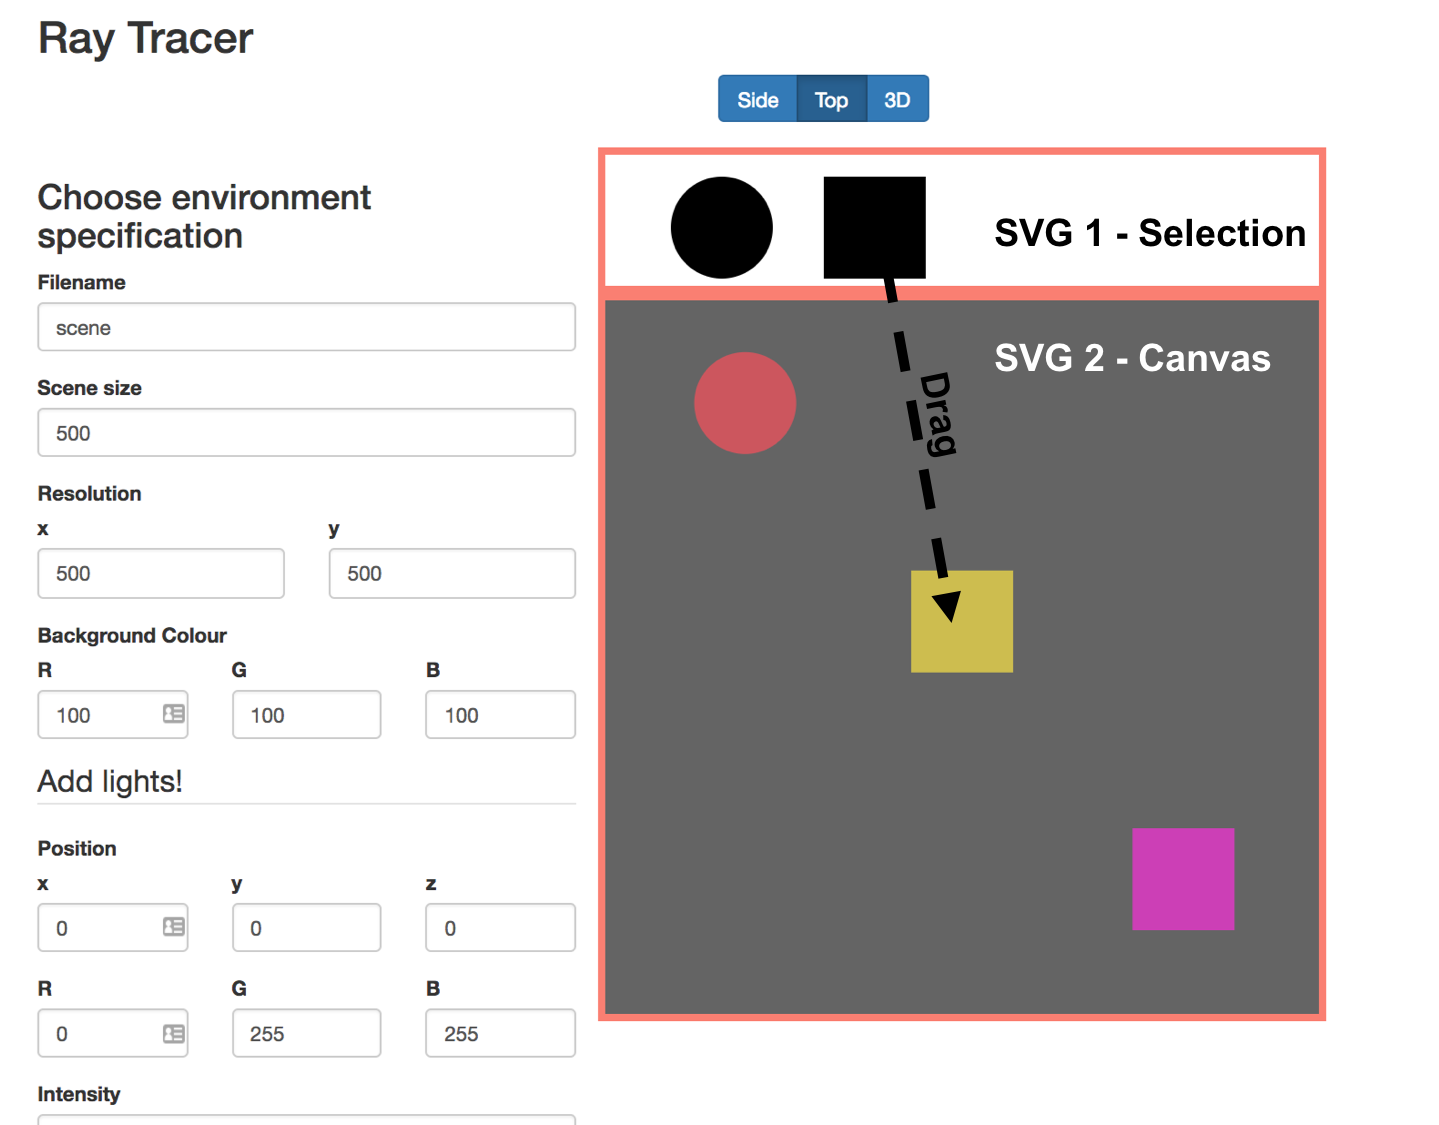 Ray Tracer
Side Top 3D
Choose environment
specification
Filename
scene
Scene size
500
Resolution
x y
500 500
Background Colour
R G B
100 100 100
Add lights!
Position
x y z
0 0 0
R G B
0 255 255
Intensity
SVG 1 - Selection
SVG 2 - Canvas
Drag